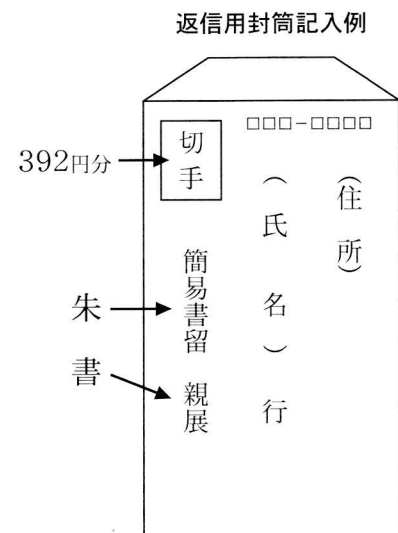 返信用封筒記入例
□□□-□□□□
切手
392円分
(住所)
(氏名)行
簡易書留 親展
朱書